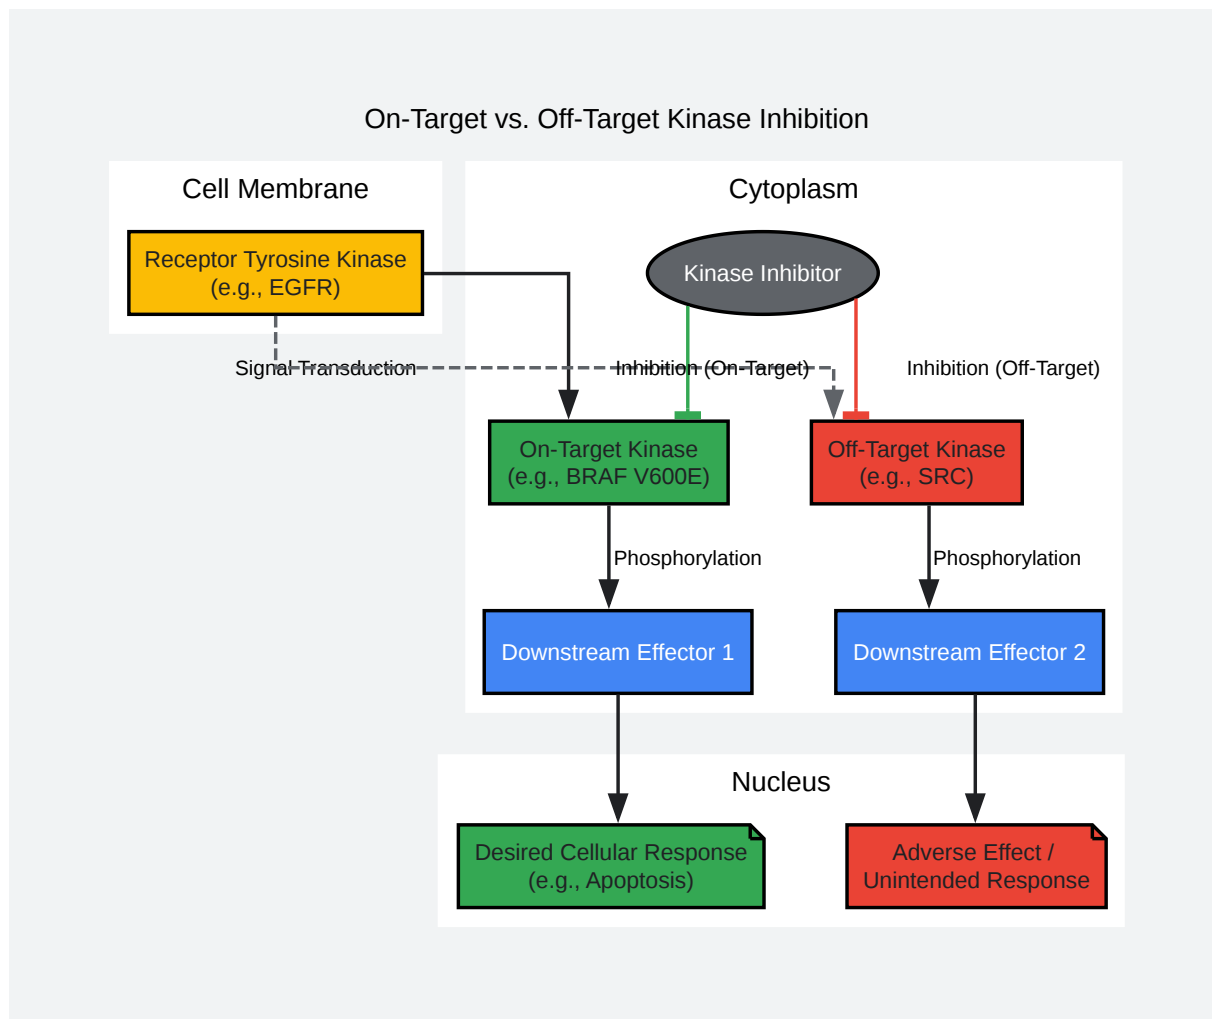 On-Target vs. Off-Target Kinase Inhibition
Cell Membrane
Cytoplasm
Receptor Tyrosine Kinase
(e.g., EGFR)
Kinase Inhibitor
Signal Transduction
Inhibition (On-Target)
Inhibition (Off-Target)
On-Target Kinase
(e.g., BRAF V600E)
Off-Target Kinase
(e.g., SRC)
Phosphorylation
Phosphorylation
Downstream Effector 1
Downstream Effector 2
Nucleus
Desired Cellular Response
(e.g., Apoptosis)
Adverse Effect /
Unintended Response